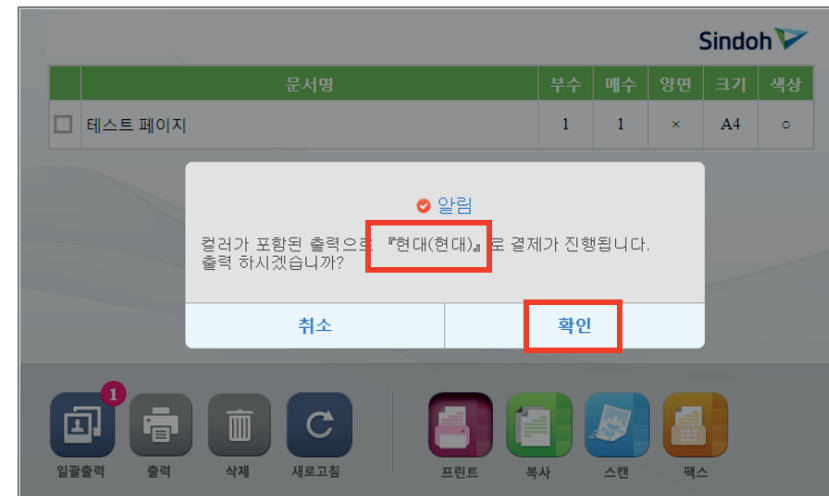 Sindoh
문서명 부수 매수 양면 크기 색상
테스트 페이지 1 1 × A4 ○
알림
컬러가 포함된 출력으로 『현대(현대)』로 결제가 진행됩니다.
출력 하시겠습니까?
취소 확인
1
일괄출력 출력 삭제 새로고침 프린트 복사 스캔 팩스